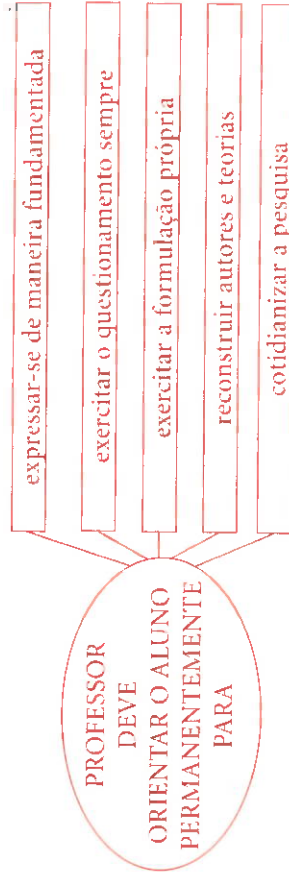 PROFESSOR
DEVE
ORIENTAR O ALUNO
PERMANENTEMENTE
PARA
expressar-se de maneira fundamentada
exercitar o questionamento sempre
exercitar a formulação própria
reconstruir autores e teorias
cotidianizar a pesquisa